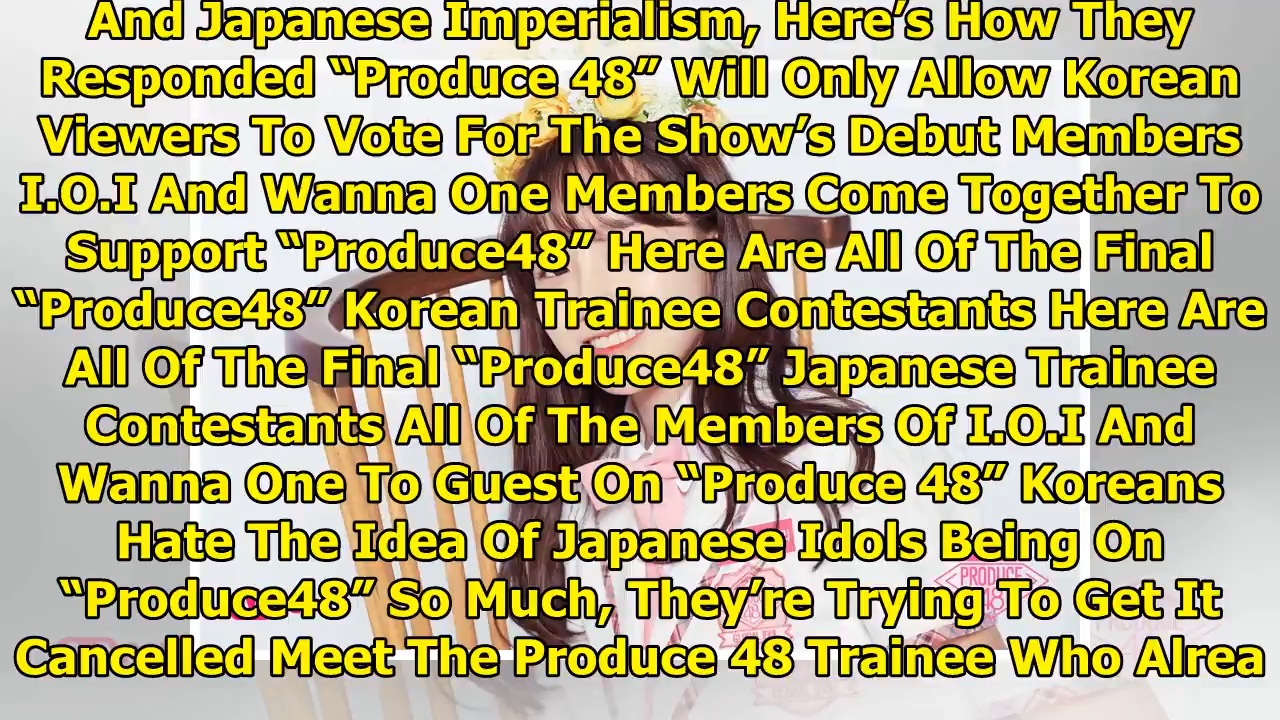 And Japanese Imperialism, Here’s How They
Responded “Produce 48” Will Only Allow Korean
Viewers To Vote For The Show’s Debut Members
I.O.I And Wanna One Members Come Together To
Support “Produce48” Here Are All Of The Final
“Produce48” Korean Trainee Contestants Here Are
All Of The Final “Produce48” Japanese Trainee
Contestants All Of The Members Of I.O.I And
Wanna One To Guest On “Produce 48” Koreans
Hate The Idea Of Japanese Idols Being On
“Produce48” So Much, They’re Trying To Get It
Cancelled Meet The Produce 48 Trainee Who Alrea
PRODUCE
48